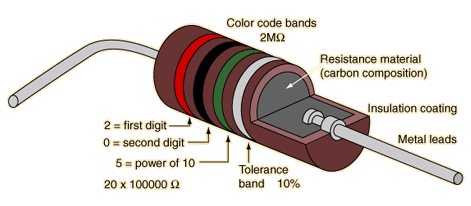 Color code bands
2MΩ
Resistance material
(carbon composition)
Insulation coating
Metal leads
2 = first digit
0 = second digit
5 = power of 10
20 x 100000 Ω
Tolerance
band 10%